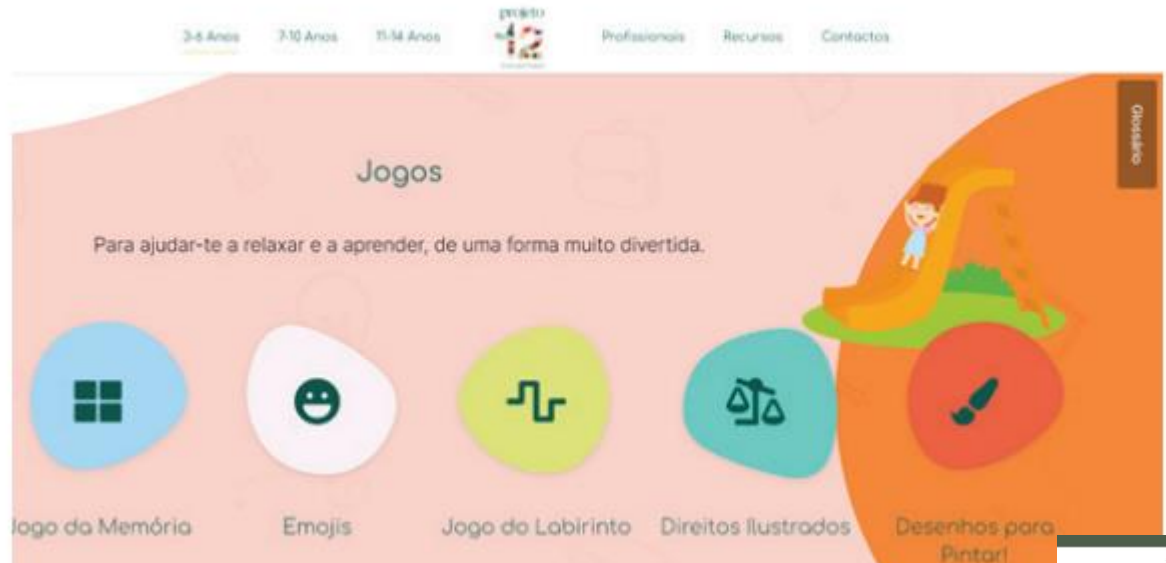 3-6 Anos 7-10 Anos 11-14 Anos projeto 12 Profissionais Recursos Contactos
Glossário
Jogos
Para ajudar-te a relaxar e a aprender, de uma forma muito divertida.
Jogo da Memória Emojis Jogo do Labirinto Direitos Ilustrados Desenhos para
Pintar!